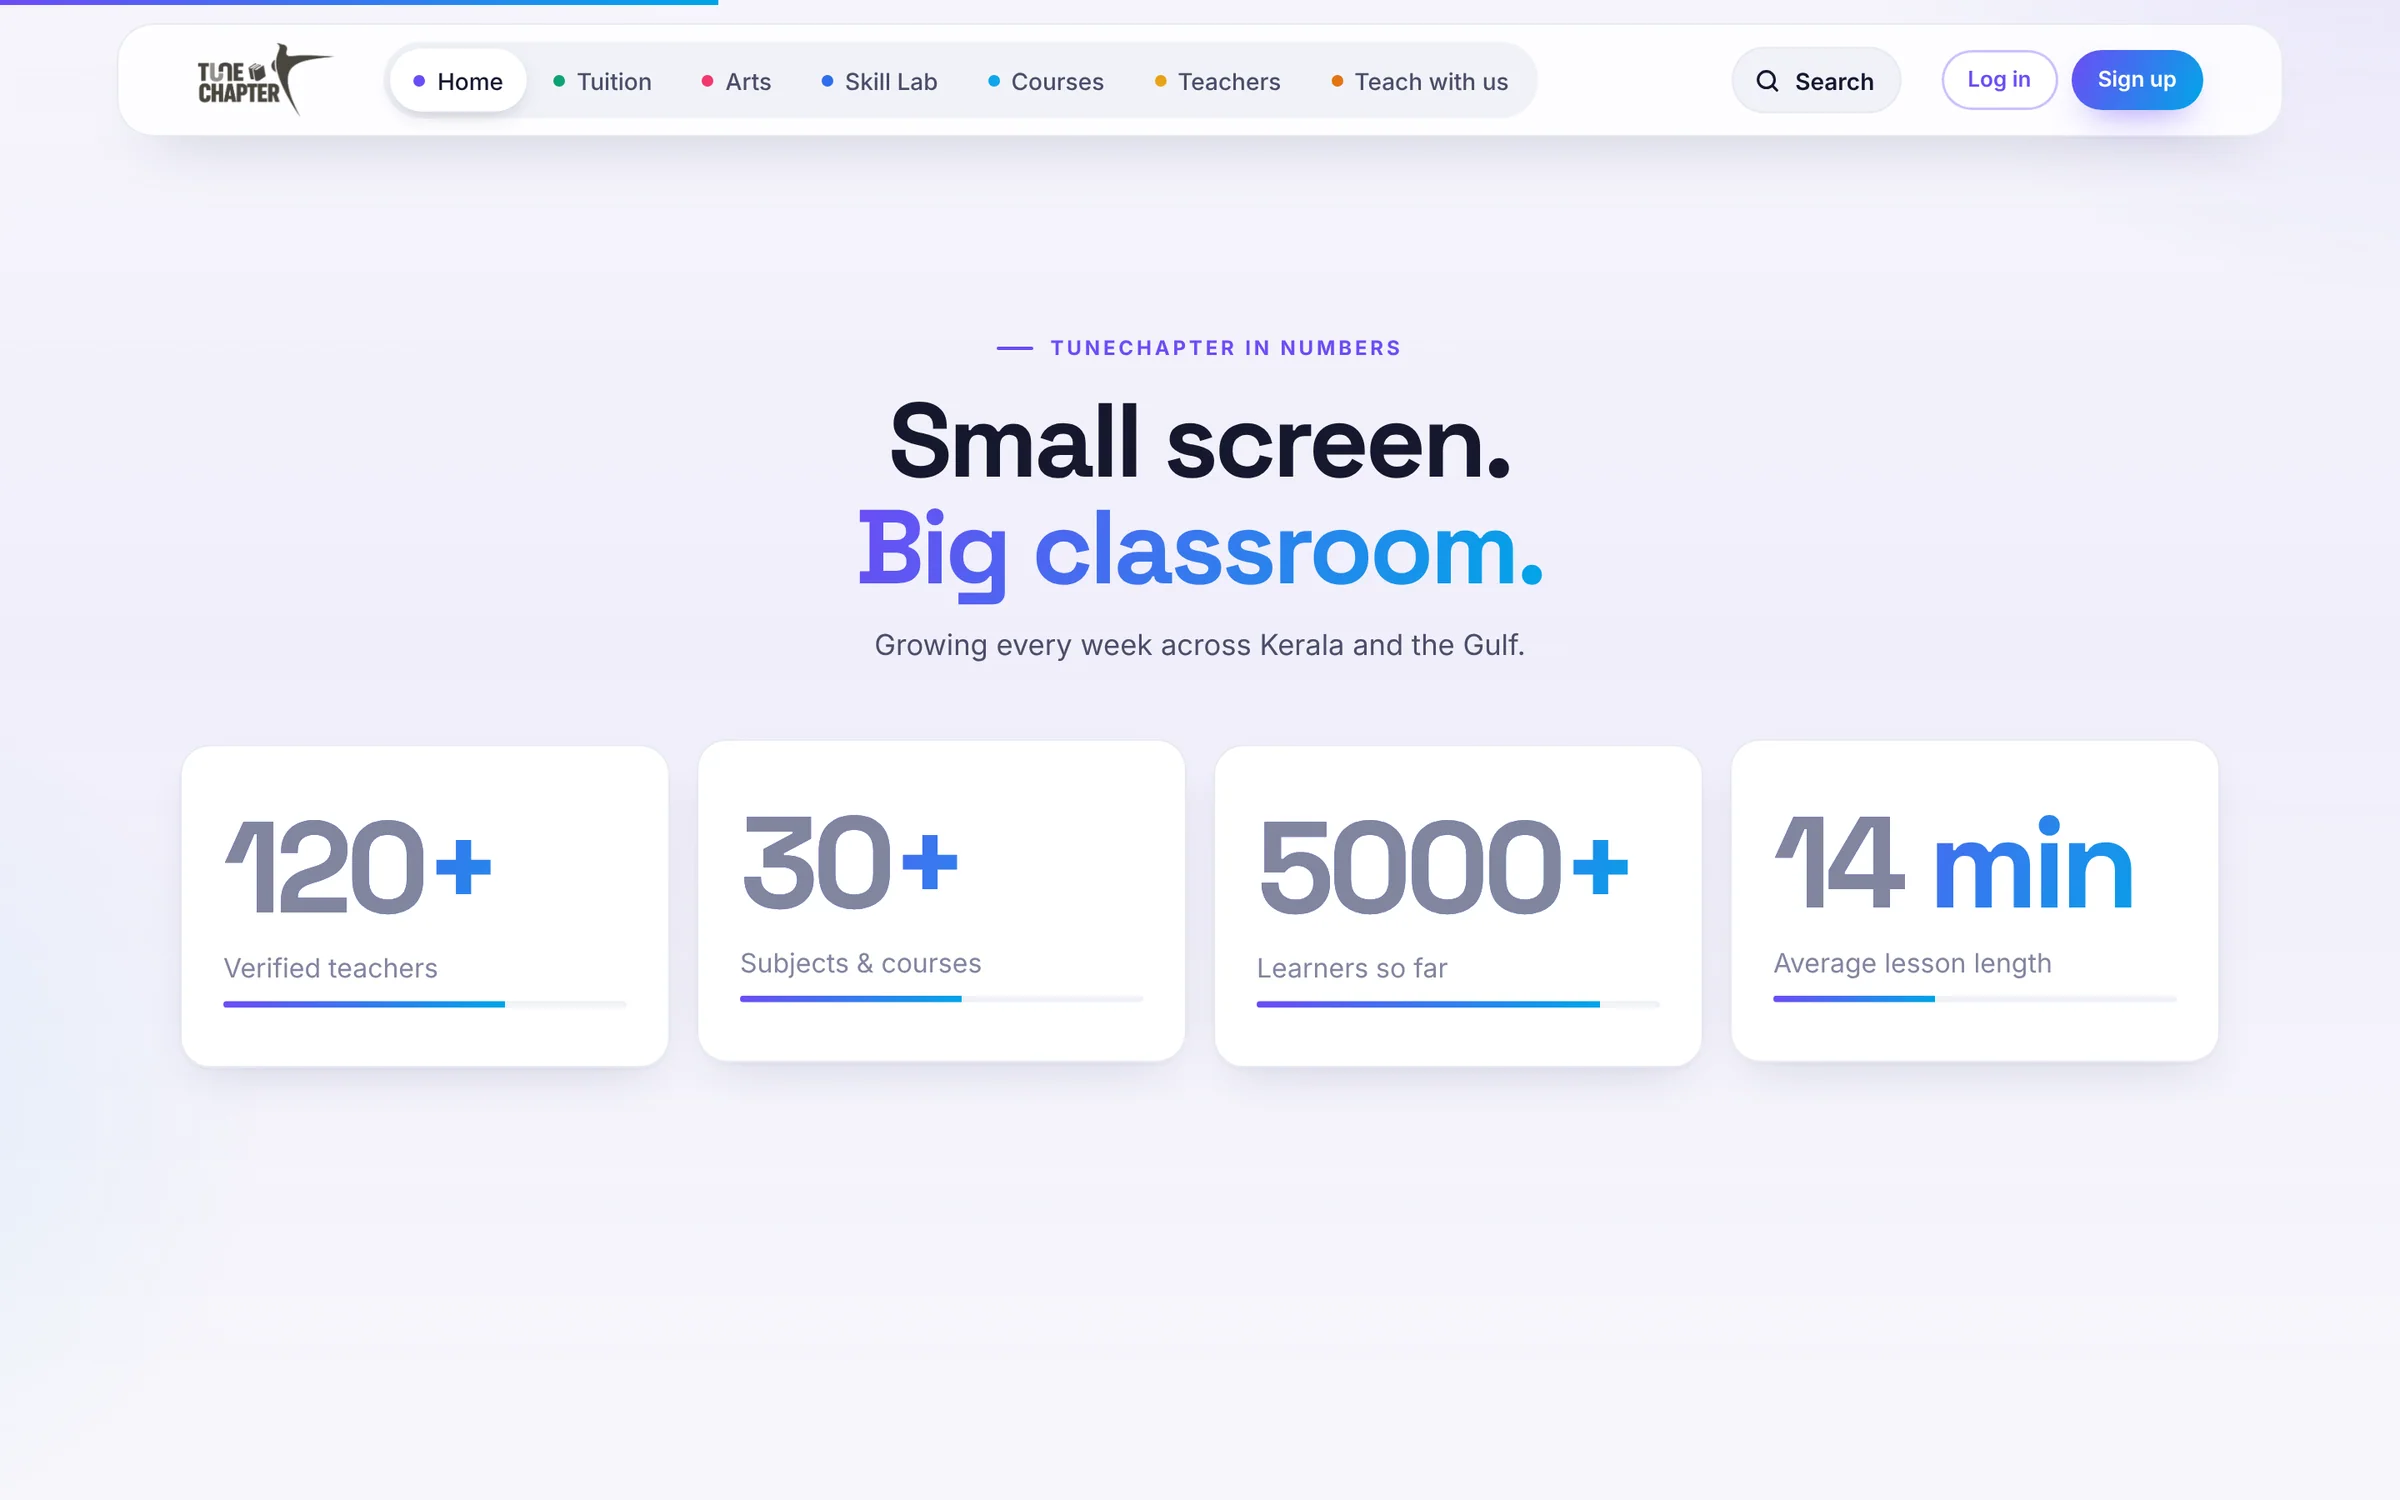 TUNE
CHAPTER
Home
Tuition
Arts
Skill Lab
Courses
Teachers
Teach with us
Search
Log in
Sign up
TUNECHAPTER IN NUMBERS
Small screen.
Big classroom.
Growing every week across Kerala and the Gulf.
120+
Verified teachers
30+
Subjects & courses
5000+
Learners so far
14 min
Average lesson length